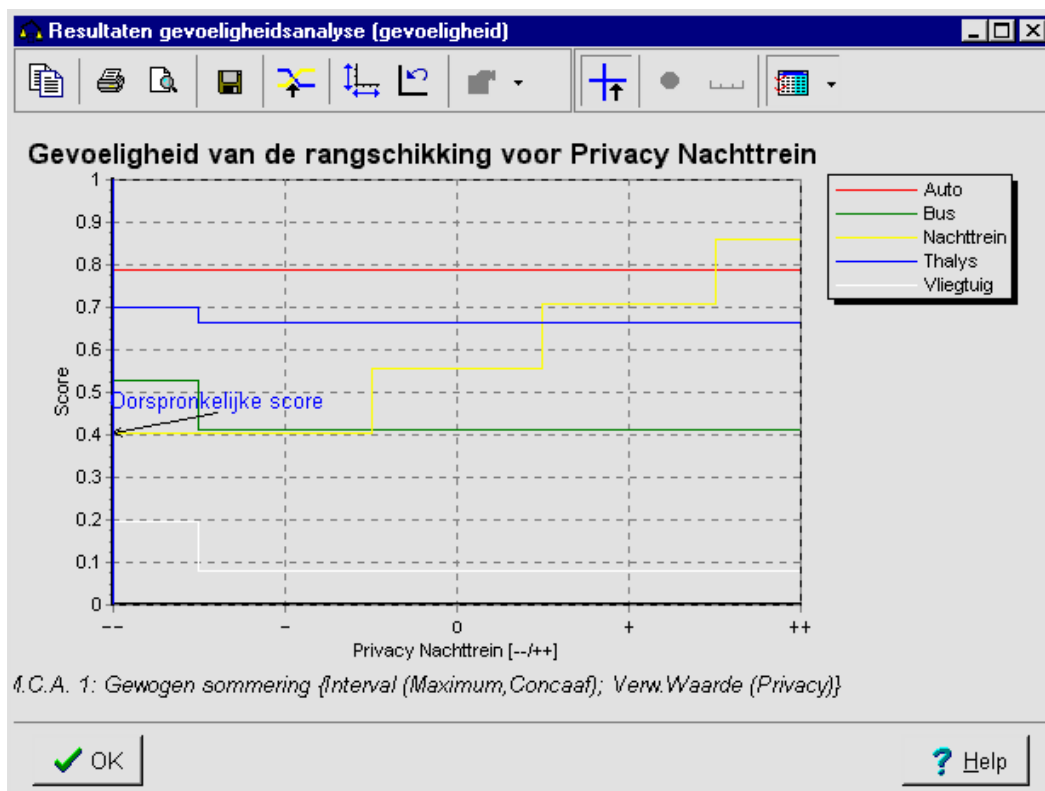 Resultaten gevoeligheidsanalyse (gevoeligheid)
Gevoeligheid van de rangschikking voor Privacy Nachttrein
1
0.9
0.8
0.7
0.6
0.5
0.4
0.3
0.2
0.1
0
Score
Oorspronkelijke score
-- - 0 + ++
Privacy Nachttrein [--/++]
Auto
Bus
Nachttrein
Thalys
Vliegtuig
M.C.A. 1: Gewogen sommering {Interval (Maximum,Concaaf); Verw.Waarde (Privacy)}
OK
? Help